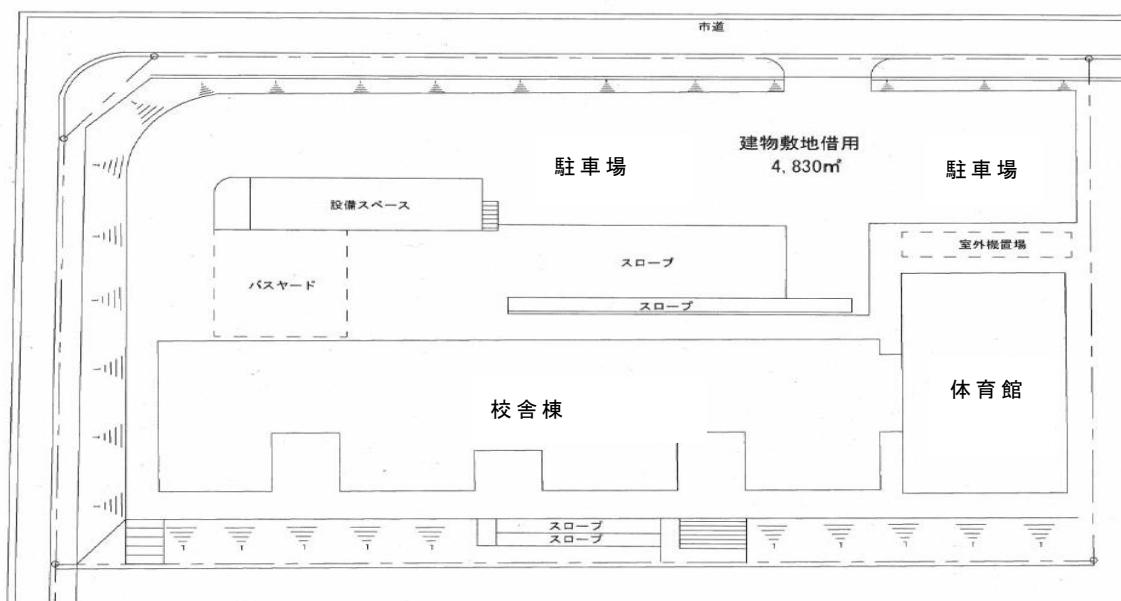 市道
建物敷地借用
4,830㎡
駐車場
駐車場
設備スペース
室外機置場
スロープ
バスヤード
スロープ
体育館
校舎棟
スロープ
スロープ